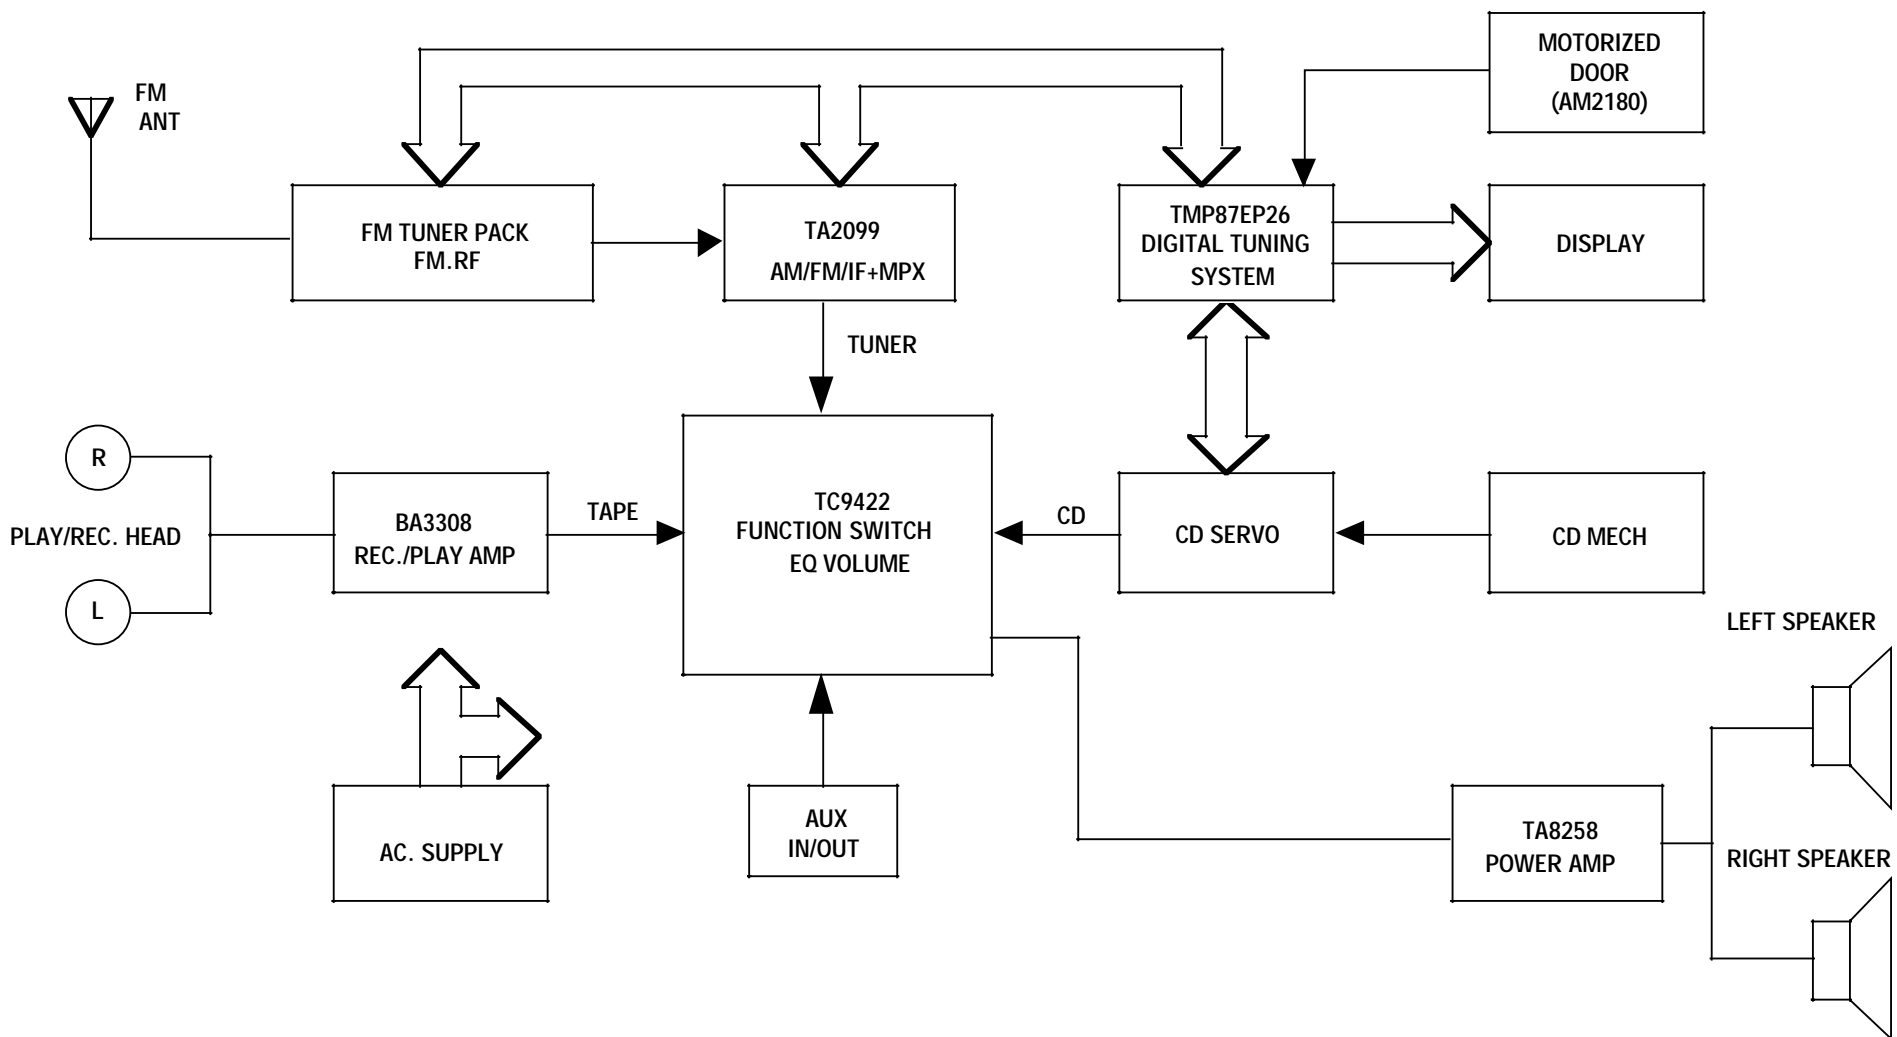 MOTORIZED
DOOR
(AM2180)
FM
ANT
FM TUNER PACK
FM.RF
TA2099
AM/FM/IF+MPX
TMP87EP26
DIGITAL TUNING
SYSTEM
DISPLAY
TUNER
R
PLAY/REC. HEAD
L
BA3308
REC./PLAY AMP
TAPE
TC9422
FUNCTION SWITCH
EQ VOLUME
CD
CD SERVO
CD MECH
LEFT SPEAKER
AC. SUPPLY
AUX
IN/OUT
TA8258
POWER AMP
RIGHT SPEAKER